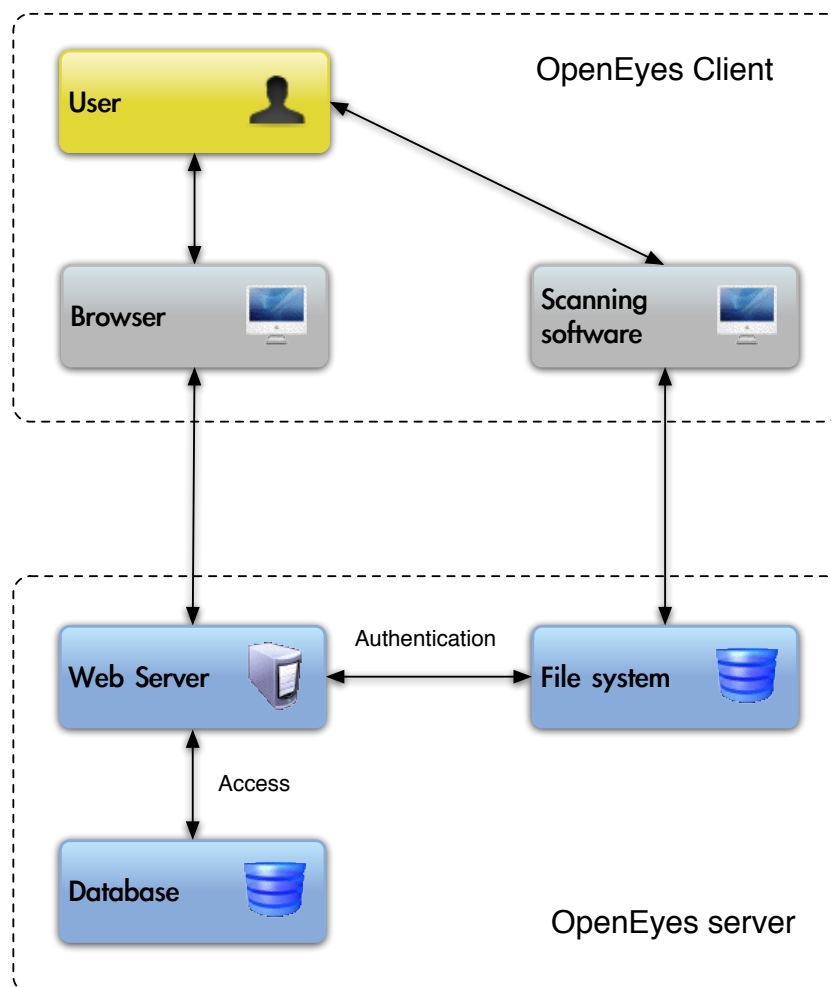 OpenEyes Client
User
Browser
Scanning
software
Authentication
Web Server
File system
Access
Database
OpenEyes server